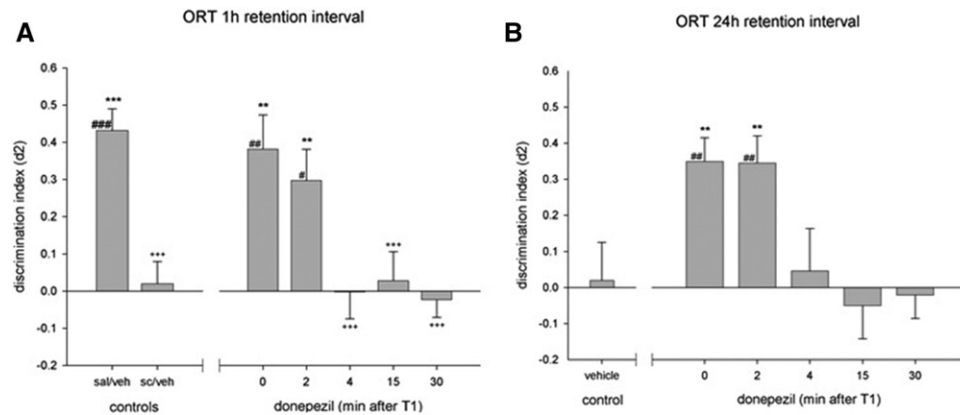 ORT 1h retention interval
A
0.6
0.5
0.4
0.3
0.2
0.1
0.0
-0.1
-0.2
discrimination index (d2)
***
###
+++
**
##
**
#
+++
+++
+++
sal/veh sc/veh
controls
0 2 4 15 30
donepezil (min after T1)
ORT 24h retention interval
B
0.6
0.5
0.4
0.3
0.2
0.1
0.0
-0.1
-0.2
discrimination index (d2)
**
##
**
##
vehicle
control
0 2 4 15 30
donepezil (min after T1)